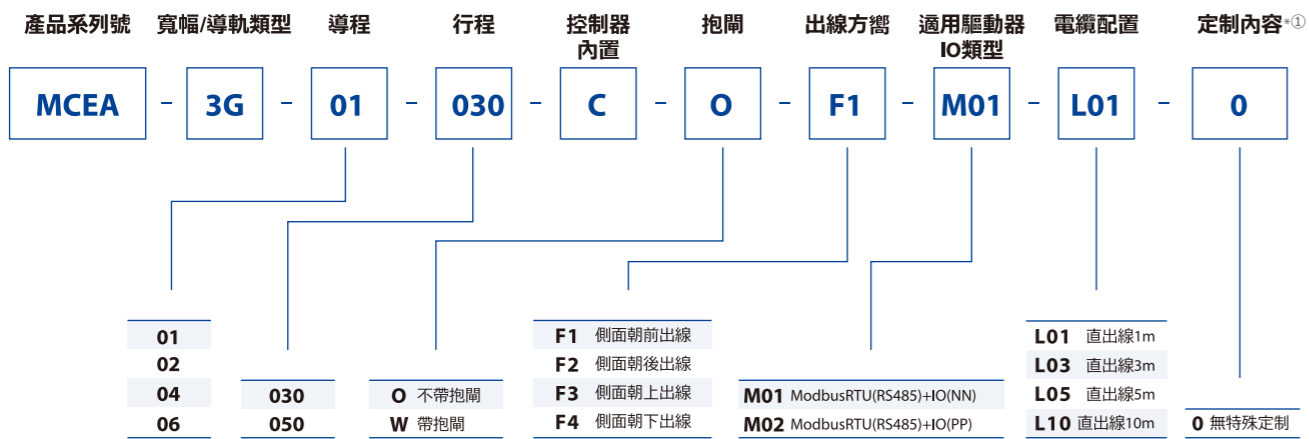 產品系列號 寬幅/導軌類型 導程 行程 控制器 抱閘 出線方嚮 適用驅動器 電纜配置 定制內容*①
內置 IO類型
MCEA - 3G - 01 - 030 - C - O - F1 - M01 - L01 - 0
01 F1 側面朝前出線 L01 直出線1m
02 F2 側面朝後出線 L03 直出線3m
04 030 O 不帶抱閘 F3 側面朝上出線 M01 ModbusRTU(RS485)+IO(NN) L05 直出線5m
06 050 W 帶抱閘 F4 側面朝下出線 M02 ModbusRTU(RS485)+IO(PP) L10 直出線10m 0 無特殊定制